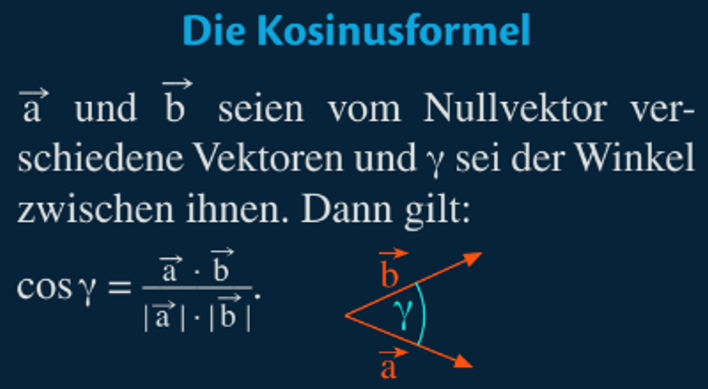 Die Kosinusformel
a⃗ und b⃗ seien vom Nullvektor ver-
schiedene Vektoren und γ sei der Winkel
zwischen ihnen. Dann gilt:
cos γ = (a⃗ · b⃗) / (|a⃗| · |b⃗|).
b⃗
γ
a⃗